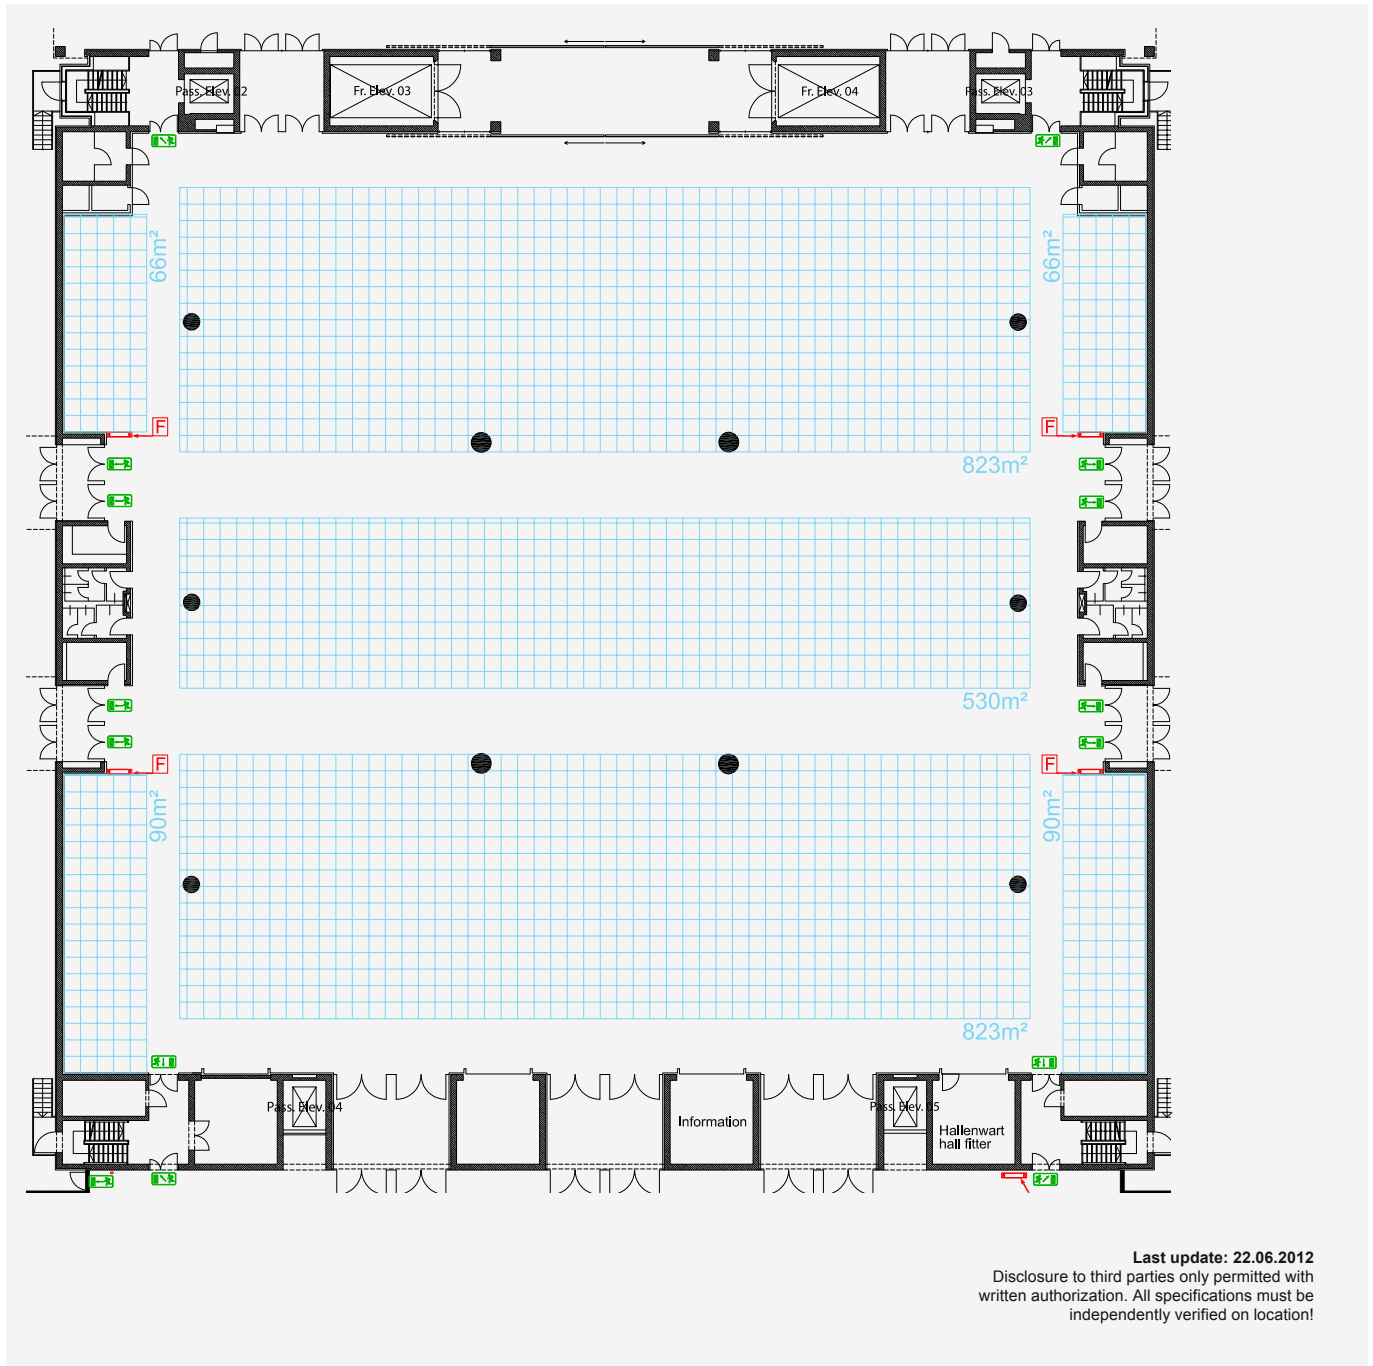 Pass. Elev. 02
Fr. Elev. 03
Fr. Elev. 04
Pass. Elev. 03
66m²
66m²
F
F
823m²
530m²
F
F
90m²
90m²
823m²
Pass. Elev. 04
Pass. Elev. 05
Information
Hallenwart
hall fitter
Last update: 22.06.2012
Disclosure to third parties only permitted with
written authorization. All specifications must be
independently verified on location!